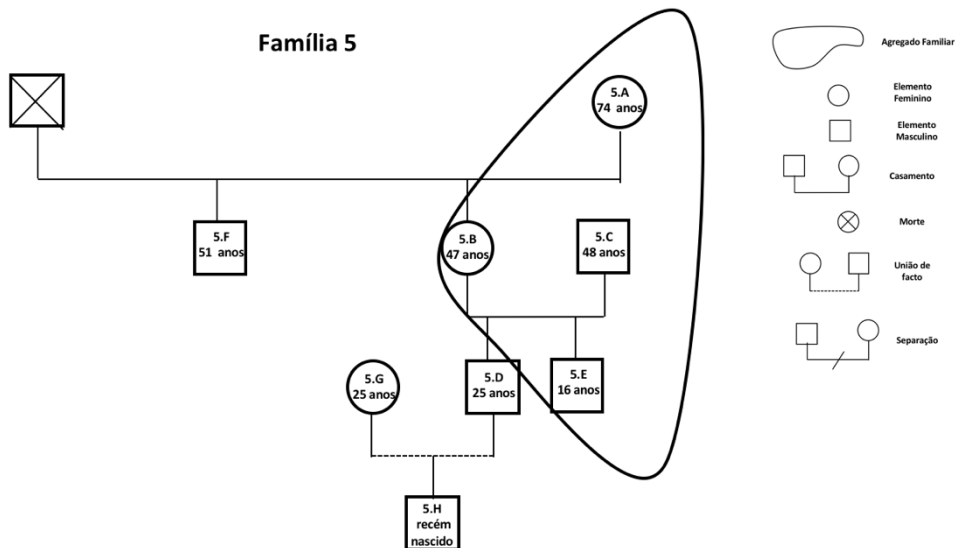 Família 5
5.A
74 anos
5.F
51 anos
5.B
47 anos
5.C
48 anos
5.G
25 anos
5.D
25 anos
5.E
16 anos
5.H
recém
nascido
Agregado Familiar
Elemento
Feminino
Elemento
Masculino
Casamento
Morte
União de
facto
Separação